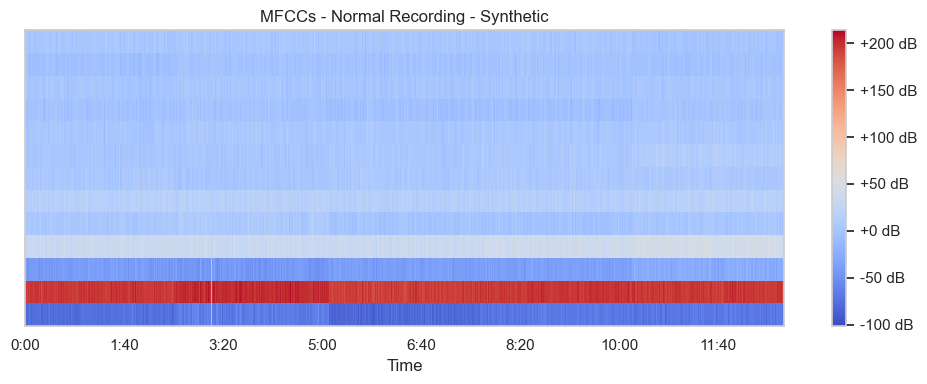 MFCCs - Normal Recording - Synthetic
+200 dB
+150 dB
+100 dB
+50 dB
+0 dB
-50 dB
-100 dB
0:00 1:40 3:20 5:00 6:40 8:20 10:00 11:40
Time